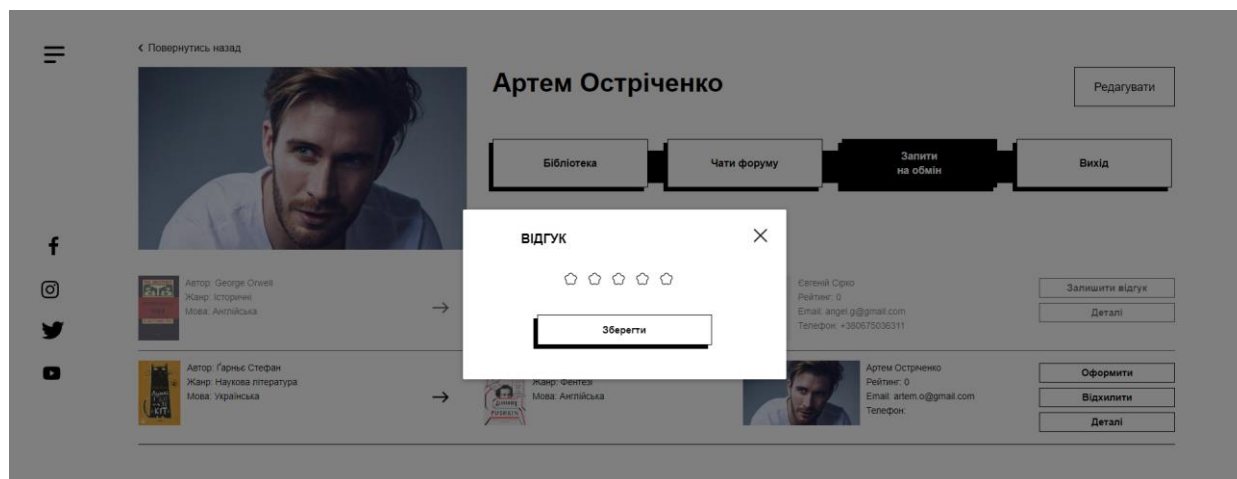 Повернутись назад
Артем Остріченко
Редагувати
Бібліотека
Чати форуму
Запити
на обмін
Вихід
ВІДГУК
Зберегти
Автор: George Orwell
Жанр: Історичні
Мова: Англійська
Євгеній Сірко
Рейтинг: 0
Email: angel.g@gmail.com
Телефон: +380675036311
Залишити відгук
Деталі
Автор: Ґарньє Стефан
Жанр: Наукова література
Мова: Українська
Жанр: Фентезі
Мова: Англійська
PUSHKIN
Артем Остріченко
Рейтинг: 0
Email: artem.o@gmail.com
Телефон:
Оформити
Відхилити
Деталі